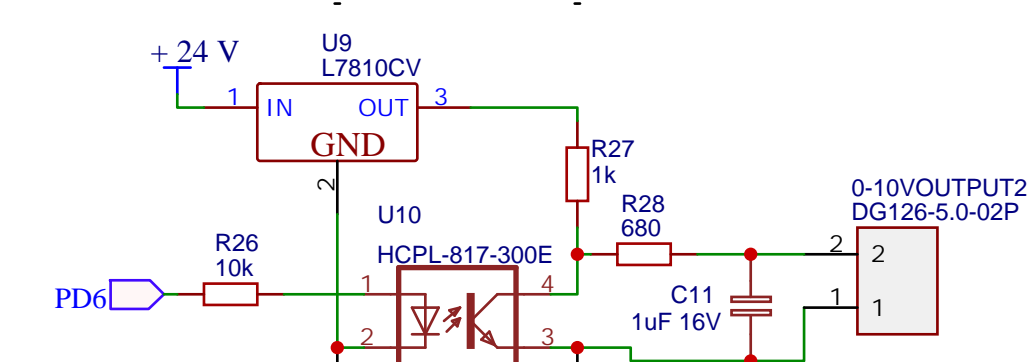 + 24 V
U9
L7810CV
1
IN
OUT
3
GND
2
R27
1k
R28
680
0-10VOUTPUT2
DG126-5.0-02P
U10
HCPL-817-300E
R26
10k
PD6
1
4
2
3
C11
1uF 16V
2
2
1
1